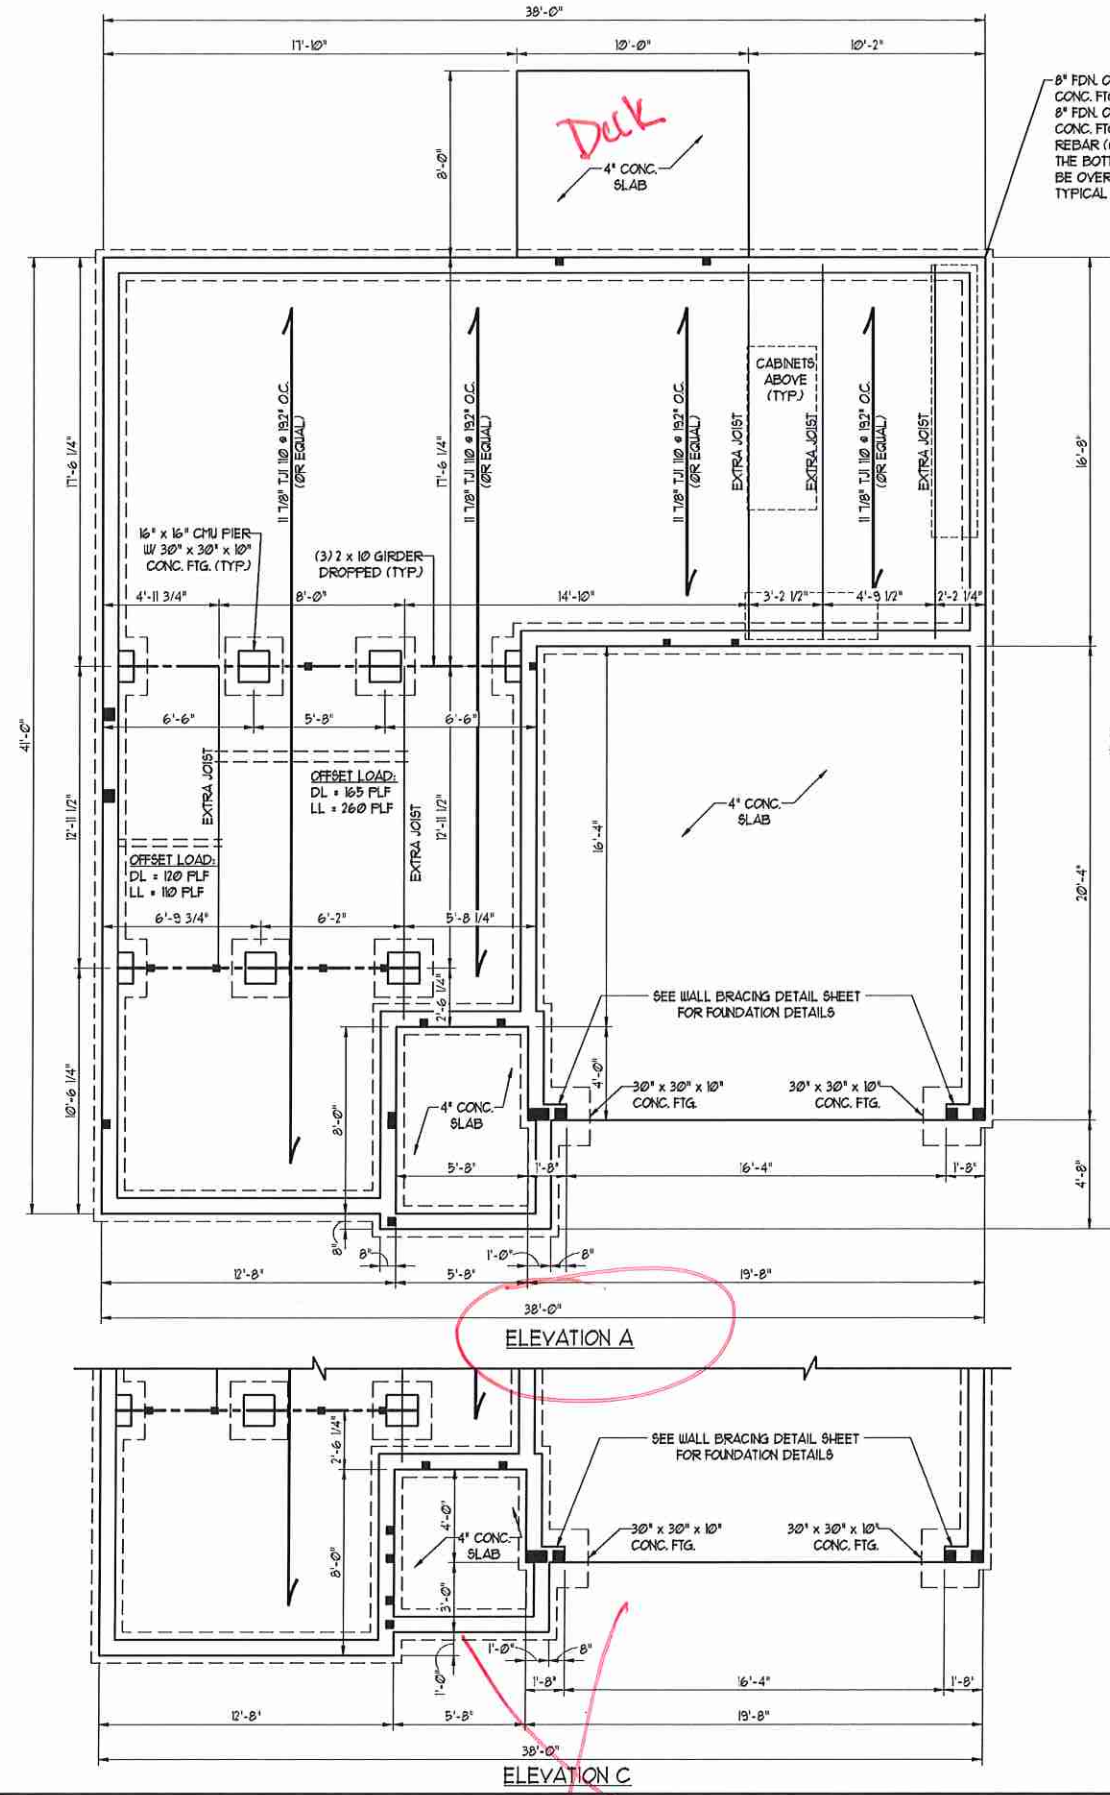 38'-0"
17'-10"
10'-0"
10'-2"
8" FDN. 
CONC. 
8" FDN. 
CONC. 
REBAR
THE
BE
TYPICAL
8'-0"
Deck
4" CONC.
SLAB
17'-6 1/4"
17'-6 1/4"
16'-8"
11 7/8" TJI 110 @ 19.2" O.C.
(OR EQUAL)
11 7/8" TJI 110 @ 19.2" O.C.
(OR EQUAL)
11 7/8" TJI 110 @ 19.2" O.C.
(OR EQUAL)
EXTRA JOIST
CABINETS
ABOVE
(TYP.)
EXTRA JOIST
11 7/8" TJI 110 @ 19.2" O.C.
(OR EQUAL)
EXTRA JOIST
16" x 16" CMU PIER
W/ 30" x 30" x 10"
CONC. FTG. (TYP.)
(3) 2 x 10 GIRDER
DROPPED (TYP.)
4'-11 3/4"
8'-0"
14'-10"
3'-2 1/2"
4'-9 1/2"
2'-2 1/4"
41'-0"
6'-6"
5'-8"
6'-6"
12'-11 1/2"
EXTRA JOIST
OFFSET LOAD:
DL = 165 PLF
LL = 260 PLF
EXTRA JOIST
12'-11 1/2"
16'-4"
4" CONC.
SLAB
20'-4"
OFFSET LOAD:
DL = 120 PLF
LL = 110 PLF
6'-9 3/4"
6'-2"
5'-8 1/4"
2'-6 1/4"
SEE WALL BRACING DETAIL SHEET
FOR FOUNDATION DETAILS
10'-6 1/4"
8'-0"
4" CONC.
SLAB
4'-0"
30" x 30" x 10"
CONC. FTG.
30" x 30" x 10"
CONC. FTG.
5'-8"
1'-8"
16'-4"
1'-8"
4'-8"
8"
8"
1'-0"
8"
12'-8"
5'-8"
19'-8"
38'-0"
ELEVATION A
2'-6 1/4"
SEE WALL BRACING DETAIL SHEET
FOR FOUNDATION DETAILS
8'-0"
4'-0"
4" CONC.
SLAB
30" x 30" x 10"
CONC. FTG.
30" x 30" x 10"
CONC. FTG.
3'-0"
1'-0"
1'-0"
8"
1'-8"
16'-4"
1'-8"
12'-8"
5'-8"
19'-8"
38'-0"
ELEVATION C